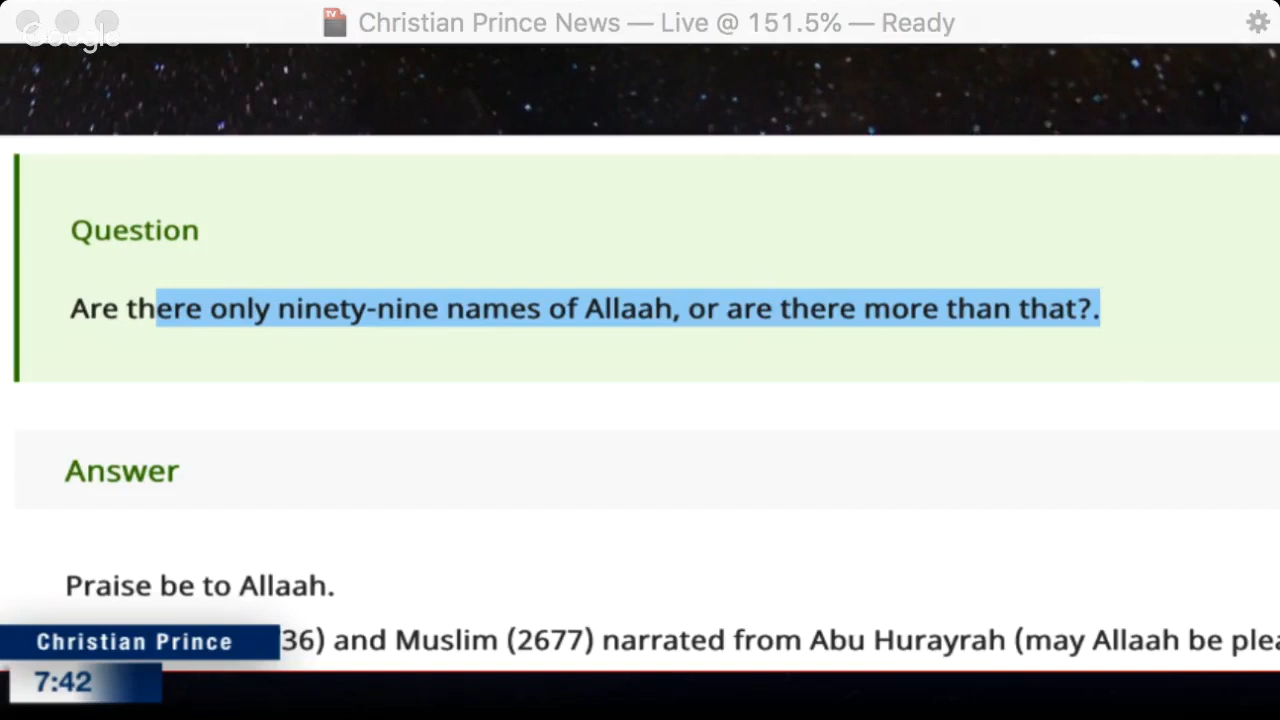 TV
Christian Prince News — Live @ 151.5% — Ready
Google
Question
Are there only ninety-nine names of Allaah, or are there more than that?.
Answer
Praise be to Allaah.
Christian Prince
36) and Muslim (2677) narrated from Abu Hurayrah (may Allaah be plea
7:42